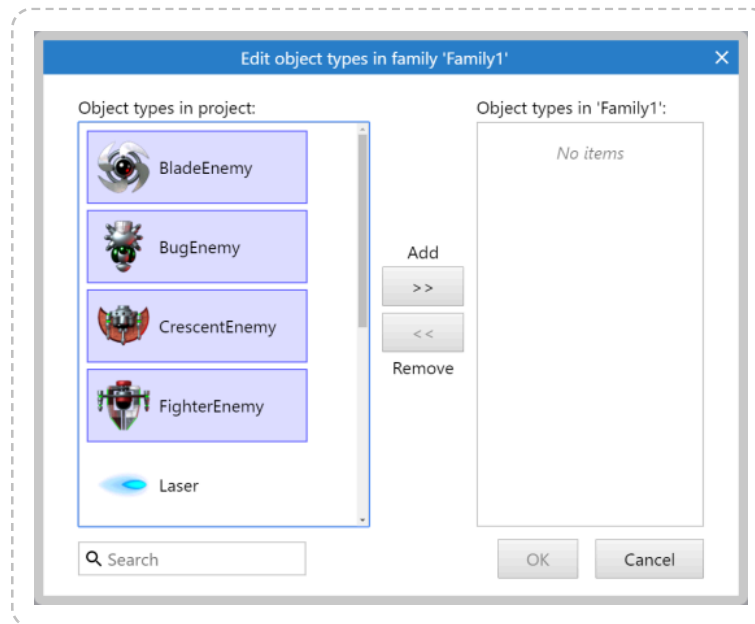 Edit object types in family 'Family1'
Object types in project:
Object types in 'Family1':
BladeEnemy
BugEnemy
CrescentEnemy
FighterEnemy
Laser
Add
>>
<<
Remove
No items
Search
OK
Cancel